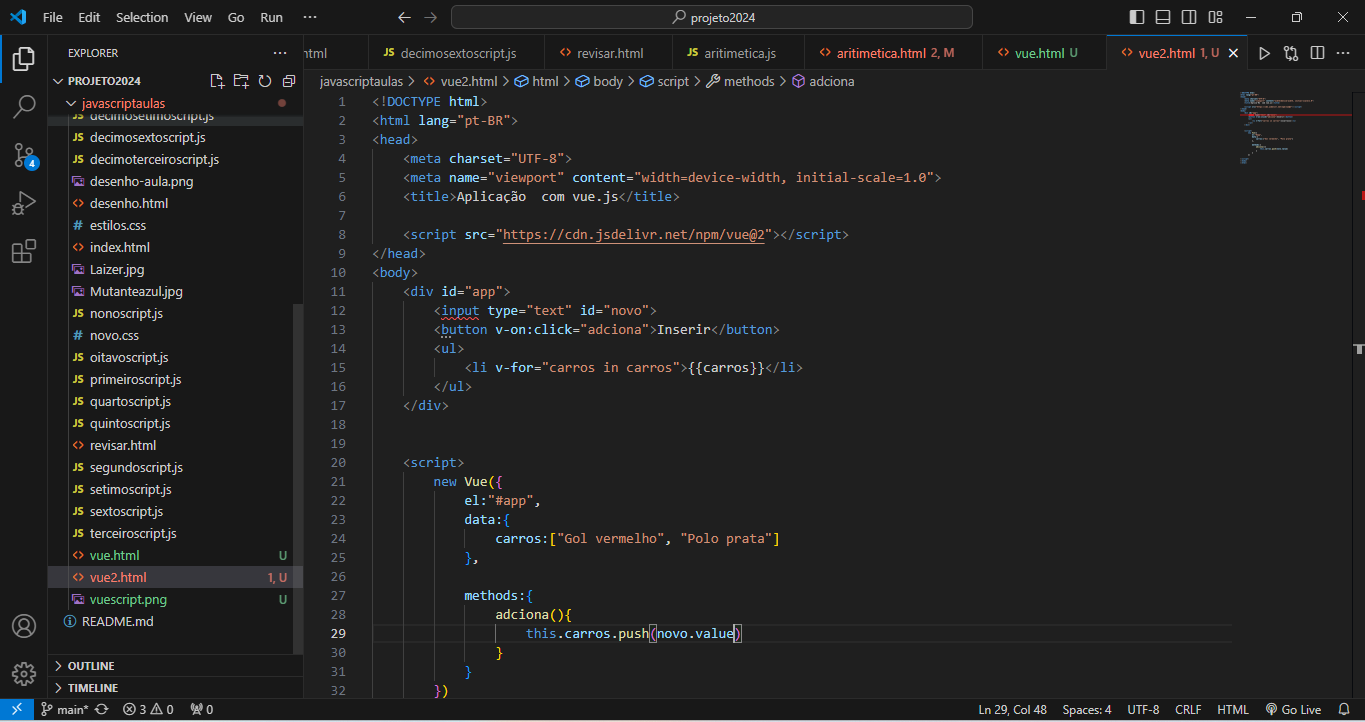 File Edit Selection View Go Run ··· projeto2024
EXPLORER ···
PROJETO2024
javascriptaulas
decimosetimoscript.js
decimosextoscript.js
decimoterceiroscript.js
desenho-aula.png
desenho.html
# estilos.css
index.html
Laizer.jpg
Mutanteazul.jpg
JS nonoscript.js
# novo.css
JS oitavoscript.js
JS primeiroscript.js
JS quartoscript.js
JS quintoscript.js
revisar.html
JS segundoscript.js
JS setimoscript.js
JS sextoscript.js
JS terceiroscript.js
vue.html U
vue2.html 1, U
vuescript.png U
README.md
OUTLINE
TIMELINE
html JS decimosextoscript.js revisar.html JS aritimetica.js aritmetica.html 2, M vue.html U vue2.html 1, U
javascriptaulas > vue2.html > html > body > script > methods > adciona
1 <!DOCTYPE html>
2 <html lang="pt-BR">
3 <head>
4 <meta charset="UTF-8">
5 <meta name="viewport" content="width=device-width, initial-scale=1.0">
6 <title>Aplicação  com vue.js</title>
7
8 <script src="https://cdn.jsdelivr.net/npm/vue@2"></script>
9 </head>
10 <body>
11 <div id="app">
12 <input type="text" id="novo">
13 <button v-on:click="adciona">Inserir</button>
14 <ul>
15 <li v-for="carros in carros">{{carros}}</li>
16 </ul>
17 </div>
18
19
20 <script>
21 new Vue({
22 el:"#app",
23 data:{
24 carros:["Gol vermelho", "Polo prata"]
25 },
26
27 methods:{
28 adciona(){
29 this.carros.push(novo.value)
30 }
31 }
32 })
4
main* 3 0 0 Ln 29, Col 48 Spaces: 4 UTF-8 CRLF HTML Go Live